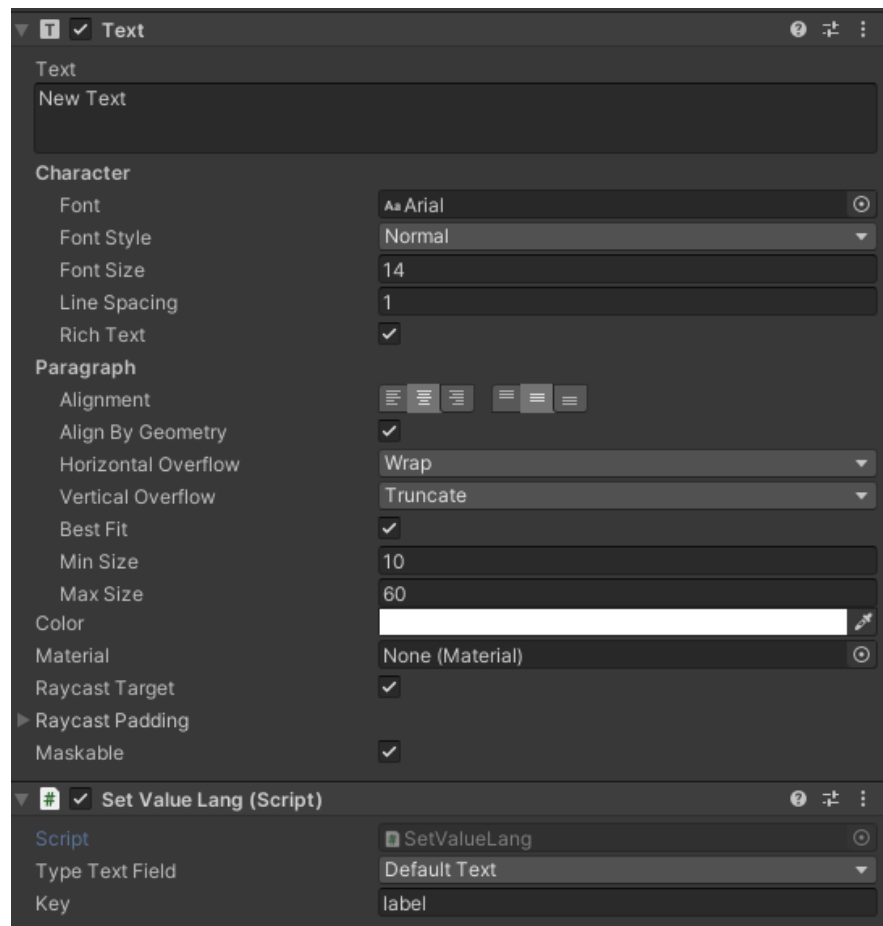 Text
Text
New Text
Character
Font Aa Arial
Font Style Normal
Font Size 14
Line Spacing 1
Rich Text
Paragraph
Alignment
Align By Geometry
Horizontal Overflow Wrap
Vertical Overflow Truncate
Best Fit
Min Size 10
Max Size 60
Color
Material None (Material)
Raycast Target
Raycast Padding
Maskable
# Set Value Lang (Script)
Script # SetValueLang
Type Text Field Default Text
Key label